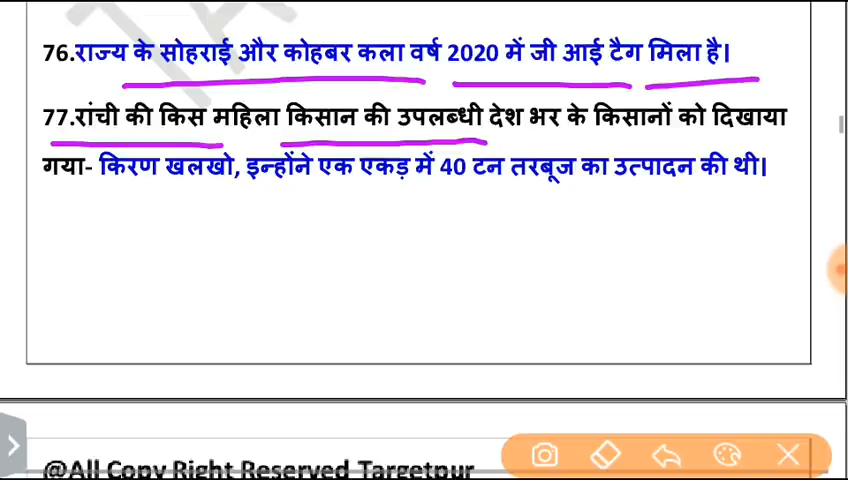 76.राज्य के सोहराई और कोहबर कला वर्ष 2020 में जी आई टैग मिला है।
77.रांची की किस महिला किसान की उपलब्धी देश भर के किसानों को दिखाया
गया- किरण खलखो, इन्होंने एक एकड़ में 40 टन तरबूज का उत्पादन की थी।
@All Copy Right Reserved Targetpur